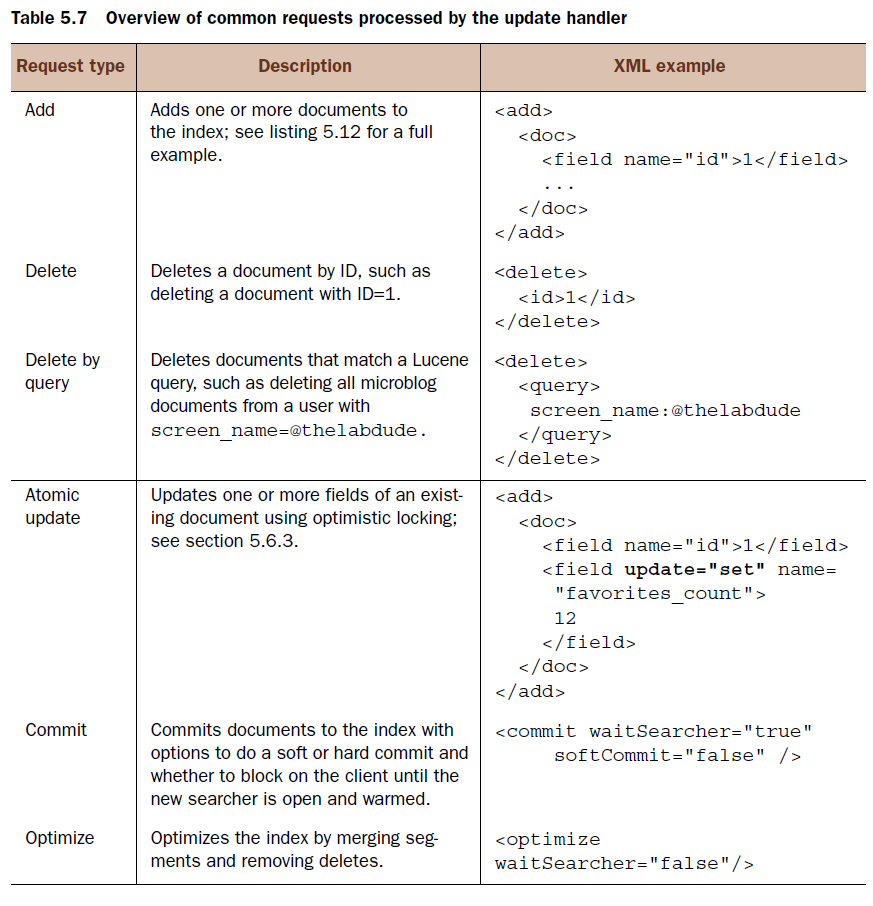 Table 5.7 Overview of common requests processed by the update handler
Request type Description XML example
Add
Adds one or more documents to
the index; see listing 5.12 for a full
example.
<add>
<doc>
<field name="id">1</field>
...
</doc>
</add>
Delete
Deletes a document by ID, such as
deleting a document with ID=1.
<delete>
<id>1</id>
</delete>
Delete by
query
Deletes documents that match a Lucene
query, such as deleting all microblog
documents from a user with
screen_name=@thelabdude.
<delete>
<query>
screen_name:@thelabdude
</query>
</delete>
Atomic
update
Updates one or more fields of an exist-
ing document using optimistic locking;
see section 5.6.3.
<add>
<doc>
<field name="id">1</field>
<field update="set" name=
"favorites_count">
12
</field>
</doc>
</add>
Commit
Commits documents to the index with
options to do a soft or hard commit and
whether to block on the client until the
new searcher is open and warmed.
<commit waitSearcher="true"
softCommit="false" />
Optimize
Optimizes the index by merging seg-
ments and removing deletes.
<optimize
waitSearcher="false"/>